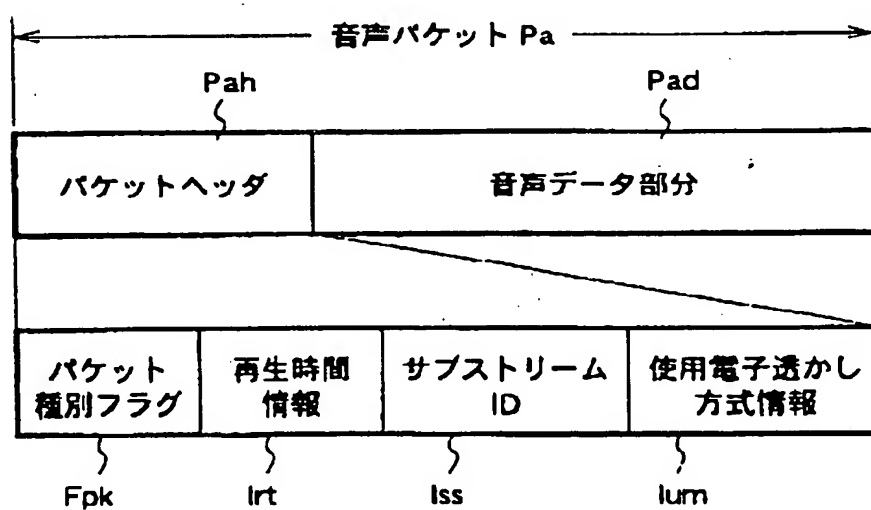 音声パケット Pa
Pah Pad
パケットヘッダ 音声データ部分
パケット
種別フラグ
再生時間
情報
サブストリーム
ID
使用電子透かし
方式情報
Fpk Irt Iss Ium